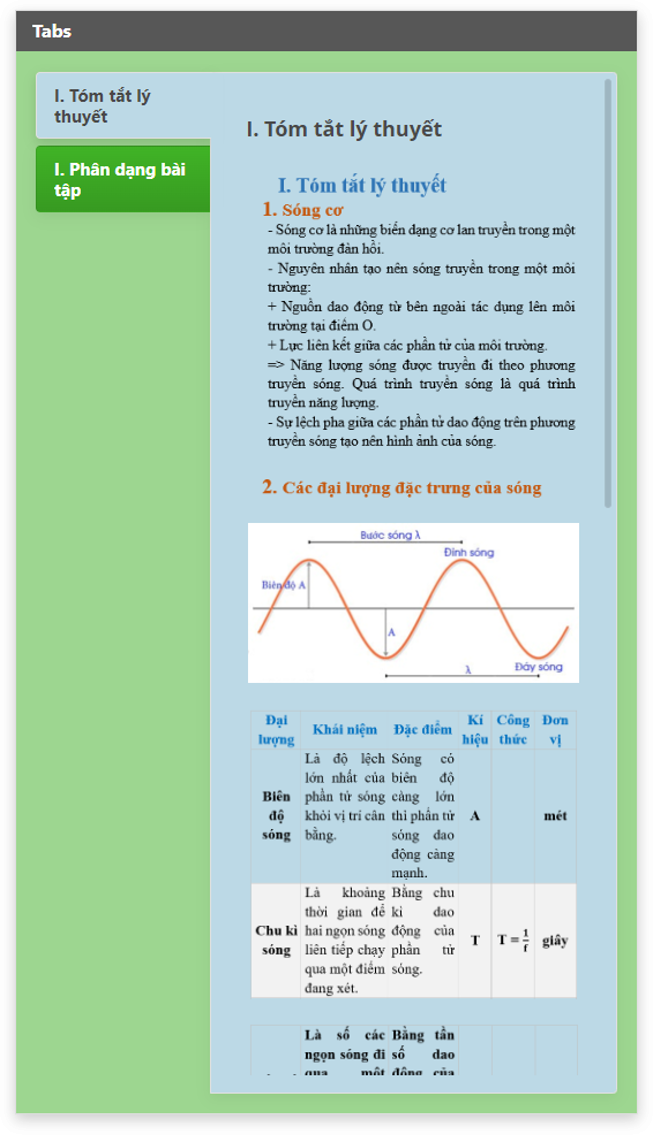 Tabs
I. Tóm tắt lý
thuyết
I. Phân dạng bài
tập
I. Tóm tắt lý thuyết
I. Tóm tắt lý thuyết
1. Sóng cơ
- Sóng cơ là những biến dạng cơ lan truyền trong một
môi trường đàn hồi.
- Nguyên nhân tạo nên sóng truyền trong một môi
trường:
+ Nguồn dao động từ bên ngoài tác dụng lên môi
trường tại điểm O.
+ Lực liên kết giữa các phần tử của môi trường.
=> Năng lượng sóng được truyền đi theo phương
truyền sóng. Quá trình truyền sóng là quá trình
truyền năng lượng.
- Sự lệch pha giữa các phần tử dao động trên phương
truyền sóng tạo nên hình ảnh của sóng.
2. Các đại lượng đặc trưng của sóng
Bước sóng λ
Đỉnh sóng
Biên độ A
A
λ
Đáy sóng
Đại lượng
Khái niệm
Đặc điểm
Kí hiệu
Công thức
Đơn vị
Biên
độ
sóng
Là độ lệch
lớn nhất của
phần tử sóng
khỏi vị trí cân
bằng.
Sóng có
biên độ
càng lớn
thì phần tử
sóng dao
động càng
mạnh.
A
mét
Chu kì
sóng
Là khoảng
thời gian để
hai ngọn sóng
liên tiếp chạy
qua một điểm
đang xét.
Bằng chu
kì dao
động của
phần tử
sóng.
T
T = 1/f
giây
Là số các
ngọn sóng đi
qua một
Bằng tần
số dao
động của